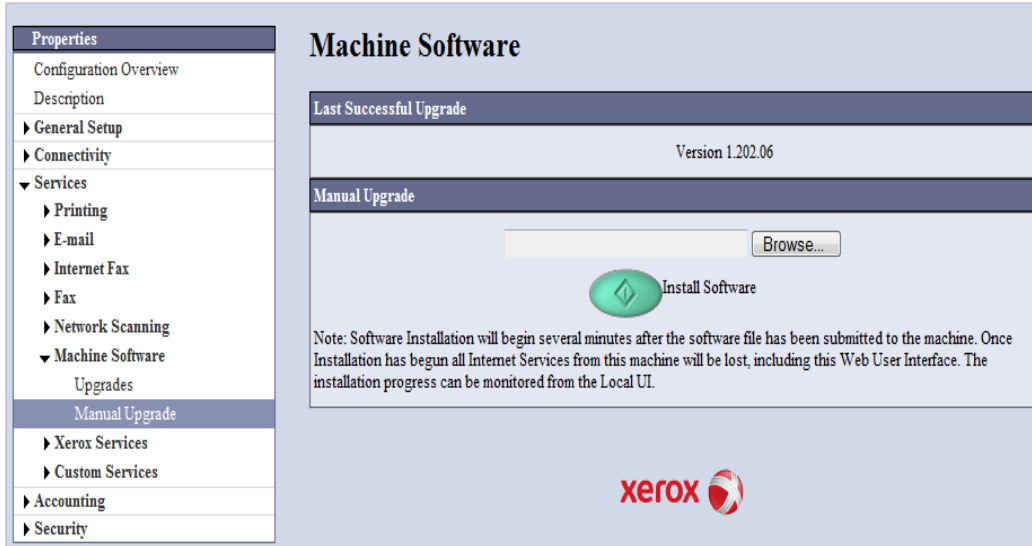 Properties
Configuration Overview
Description
General Setup
Connectivity
Services
Printing
E-mail
Internet Fax
Fax
Network Scanning
Machine Software
Upgrades
Manual Upgrade
Xerox Services
Custom Services
Accounting
Security
Machine Software
Last Successful Upgrade
Version 1.202.06
Manual Upgrade
Browse...
Install Software
Note: Software Installation will begin several minutes after the software file has been submitted to the machine. Once
Installation has begun all Internet Services from this machine will be lost, including this Web User Interface. The
installation progress can be monitored from the Local UI.
xerox